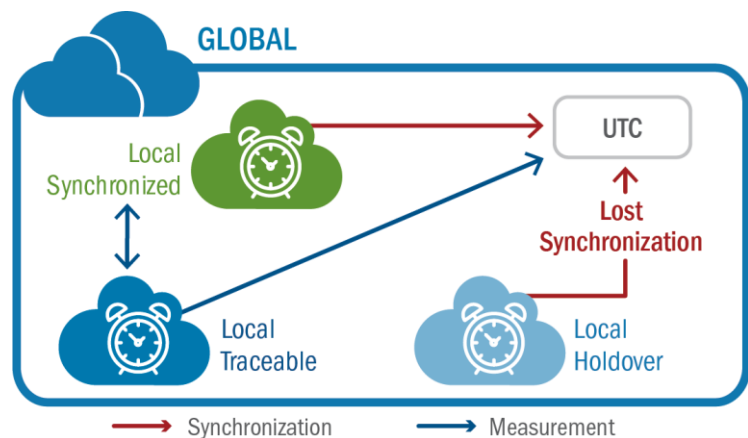 GLOBAL
UTC
Local
Synchronized
Lost
Synchronization
Local
Traceable
Local
Holdover
Synchronization
Measurement